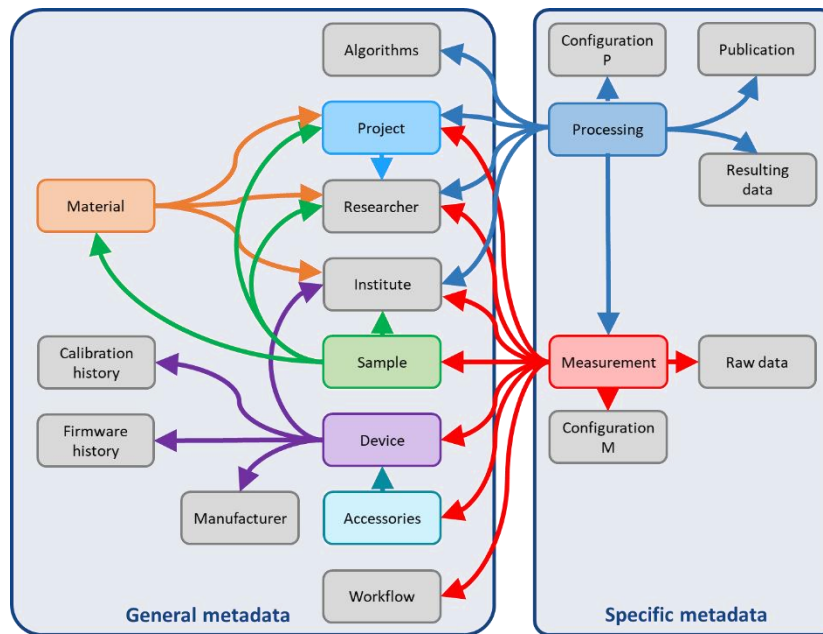 Algorithms
Configuration
P
Publication
Project
Processing
Material
Researcher
Resulting
data
Institute
Calibration
history
Sample
Measurement
Raw data
Firmware
history
Device
Configuration
M
Manufacturer
Accessories
Workflow
General metadata
Specific metadata